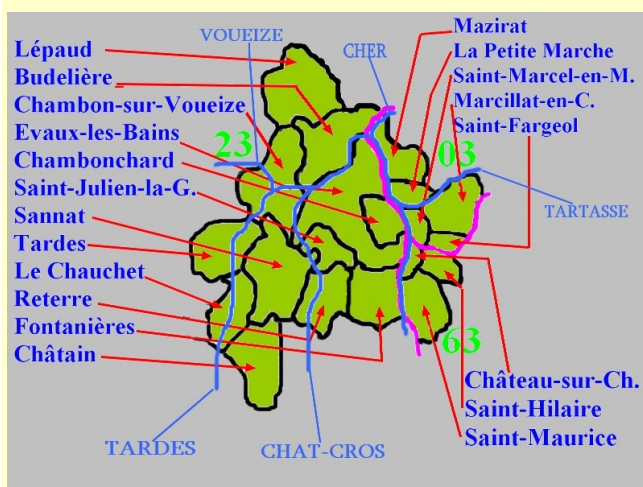 VOUEIZE
CHER
Lépaud
Budelière
Chambon-sur-Voueize
Evaux-les-Bains
Chambonchard
Saint-Julien-la-G.
Sannat
Tardes
Le Chauchet
Reterre
Fontanières
Châtain
Mazirat
La Petite Marche
Saint-Marcel-en-M.
Marcillat-en-C.
Saint-Fargeol
23
03
TARTASSE
63
Château-sur-Ch.
Saint-Hilaire
Saint-Maurice
TARDES
CHAT-CROS